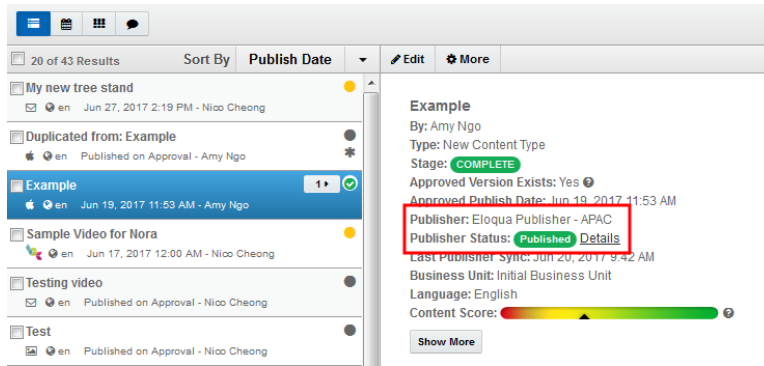 20 of 43 Results Sort By Publish Date
My new tree stand
en Jun 27, 2017 2:19 PM - Nico Cheong
Duplicated from: Example
en Published on Approval - Amy Ngo
Example 1
en Jun 19, 2017 11:53 AM - Amy Ngo
Sample Video for Nora
en Jun 17, 2017 12:00 AM - Nico Cheong
Testing video
en Published on Approval - Nico Cheong
Test
en Published on Approval - Nico Cheong
Edit More
Example
By: Amy Ngo
Type: New Content Type
Stage: COMPLETE
Approved Version Exists: Yes ?
Approved Publish Date: Jun 19, 2017 11:53 AM
Publisher: Eloqua Publisher - APAC
Publisher Status: Published Details
Last Publisher Sync: Jun 20, 2017 9:42 AM
Business Unit: Initial Business Unit
Language: English
Content Score: ?
Show More